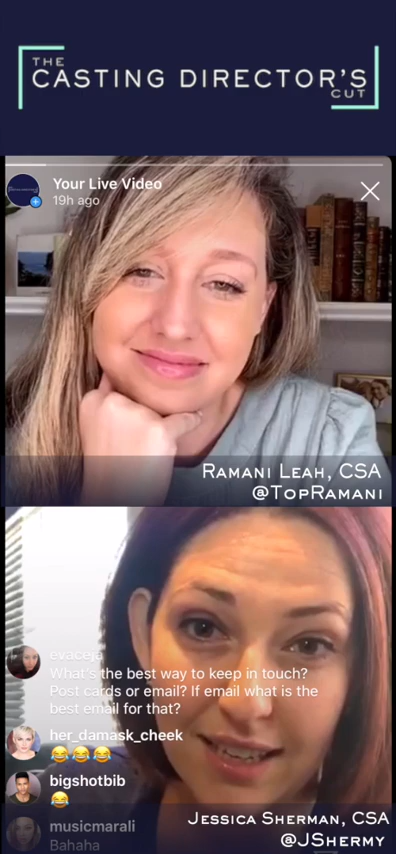 THE
CASTING DIRECTOR'S
CUT
Your Live Video
19h ago
RAMANI LEAH, CSA
@TOPRAMANI
evaceja
What's the best way to keep in touch?
Post cards or email? If email what is the
best email for that?
her_damask_cheek
😂😂😂
bigshotbib
😂
JESSICA SHERMAN, CSA
@JSHERMY
musicmarali
Bahaha